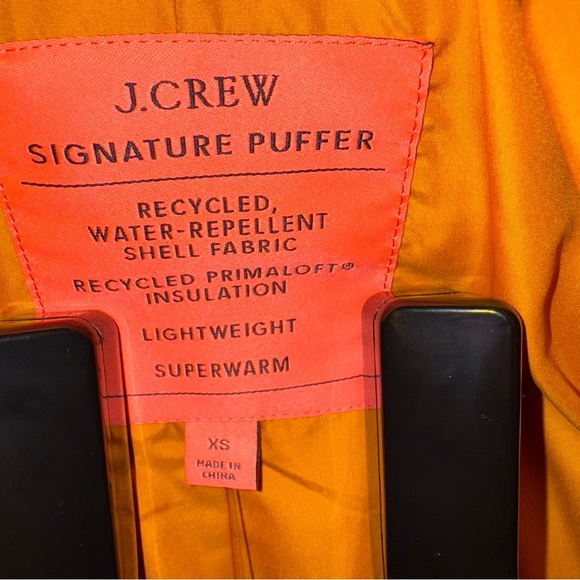 J.CREW
SIGNATURE PUFFER
RECYCLED,
WATER-REPELLENT
SHELL FABRIC
RECYCLED PRIMALOFT®
INSULATION
LIGHTWEIGHT
SUPERWARM
XS
MADE IN
CHINA